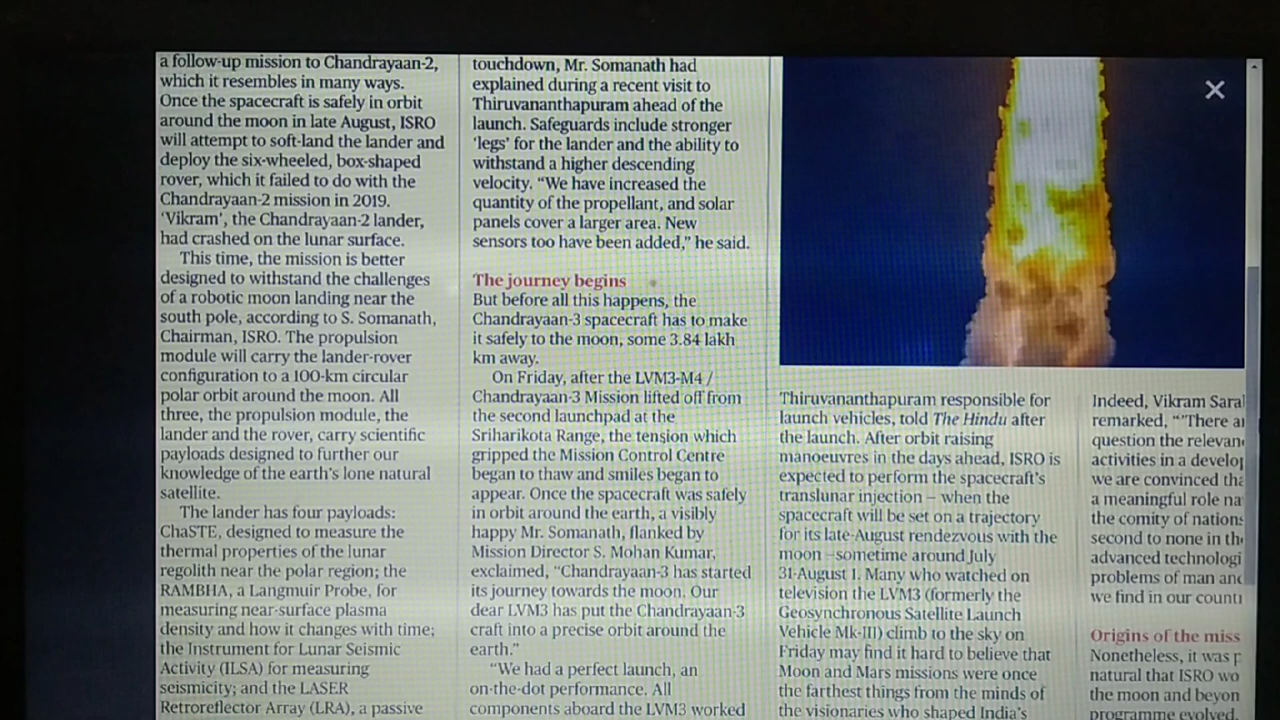 a follow-up mission to Chandrayaan-2,
which it resembles in many ways.
Once the spacecraft is safely in orbit
around the moon in late August, ISRO
will attempt to soft-land the lander and
deploy the six-wheeled, box-shaped
rover, which it failed to do with the
Chandrayaan-2 mission in 2019.
‘Vikram’, the Chandrayaan-2 lander,
had crashed on the lunar surface.
This time, the mission is better
designed to withstand the challenges
of a robotic moon landing near the
south pole, according to S. Somanath,
Chairman, ISRO. The propulsion
module will carry the lander-rover
configuration to a 100-km circular
polar orbit around the moon. All
three, the propulsion module, the
lander and the rover, carry scientific
payloads designed to further our
knowledge of the earth's lone natural
satellite.
The lander has four payloads:
ChaSTE, designed to measure the
thermal properties of the lunar
regolith near the polar region; the
RAMBHA, a Langmuir Probe, for
measuring near-surface plasma
density and how it changes with time;
the Instrument for Lunar Seismic
Activity (ILSA) for measuring
seismicity; and the LASER
Retroreflector Array (LRA), a passive
touchdown, Mr. Somanath had
explained during a recent visit to
Thiruvananthapuram ahead of the
launch. Safeguards include stronger
‘legs’ for the lander and the ability to
withstand a higher descending
velocity. “We have increased the
quantity of the propellant, and solar
panels cover a larger area. New
sensors too have been added,” he said.
The journey begins
But before all this happens, the
Chandrayaan-3 spacecraft has to make
it safely to the moon, some 3.84 lakh
km away.
On Friday, after the LVM3-M4 /
Chandrayaan-3 Mission lifted off from
the second launchpad at the
Sriharikota Range, the tension which
gripped the Mission Control Centre
began to thaw and smiles began to
appear. Once the spacecraft was safely
in orbit around the earth, a visibly
happy Mr. Somanath, flanked by
Mission Director S. Mohan Kumar,
exclaimed, “Chandrayaan-3 has started
its journey towards the moon. Our
dear LVM3 has put the Chandrayaan-3
craft into a precise orbit around the
earth.”
“We had a perfect launch, an
on-the-dot performance. All
components aboard the LVM3 worked
Thiruvananthapuram responsible for
launch vehicles, told The Hindu after
the launch. After orbit raising
manoeuvres in the days ahead, ISRO is
expected to perform the spacecraft's
translunar injection – when the
spacecraft will be set on a trajectory
for its late-August rendezvous with the
moon –sometime around July
31-August 1. Many who watched on
television the LVM3 (formerly the
Geosynchronous Satellite Launch
Vehicle Mk-III) climb to the sky on
Friday may find it hard to believe that
Moon and Mars missions were once
the farthest things from the minds of
the visionaries who shaped India's
Indeed, Vikram Saral
remarked, “"There ar
question the relevan
activities in a develop
we are convinced tha
a meaningful role na
the comity of nations
second to none in th
advanced technologi
problems of man and
we find in our countr
Origins of the miss
Nonetheless, it was p
natural that ISRO wo
the moon and beyon
programme evolved.